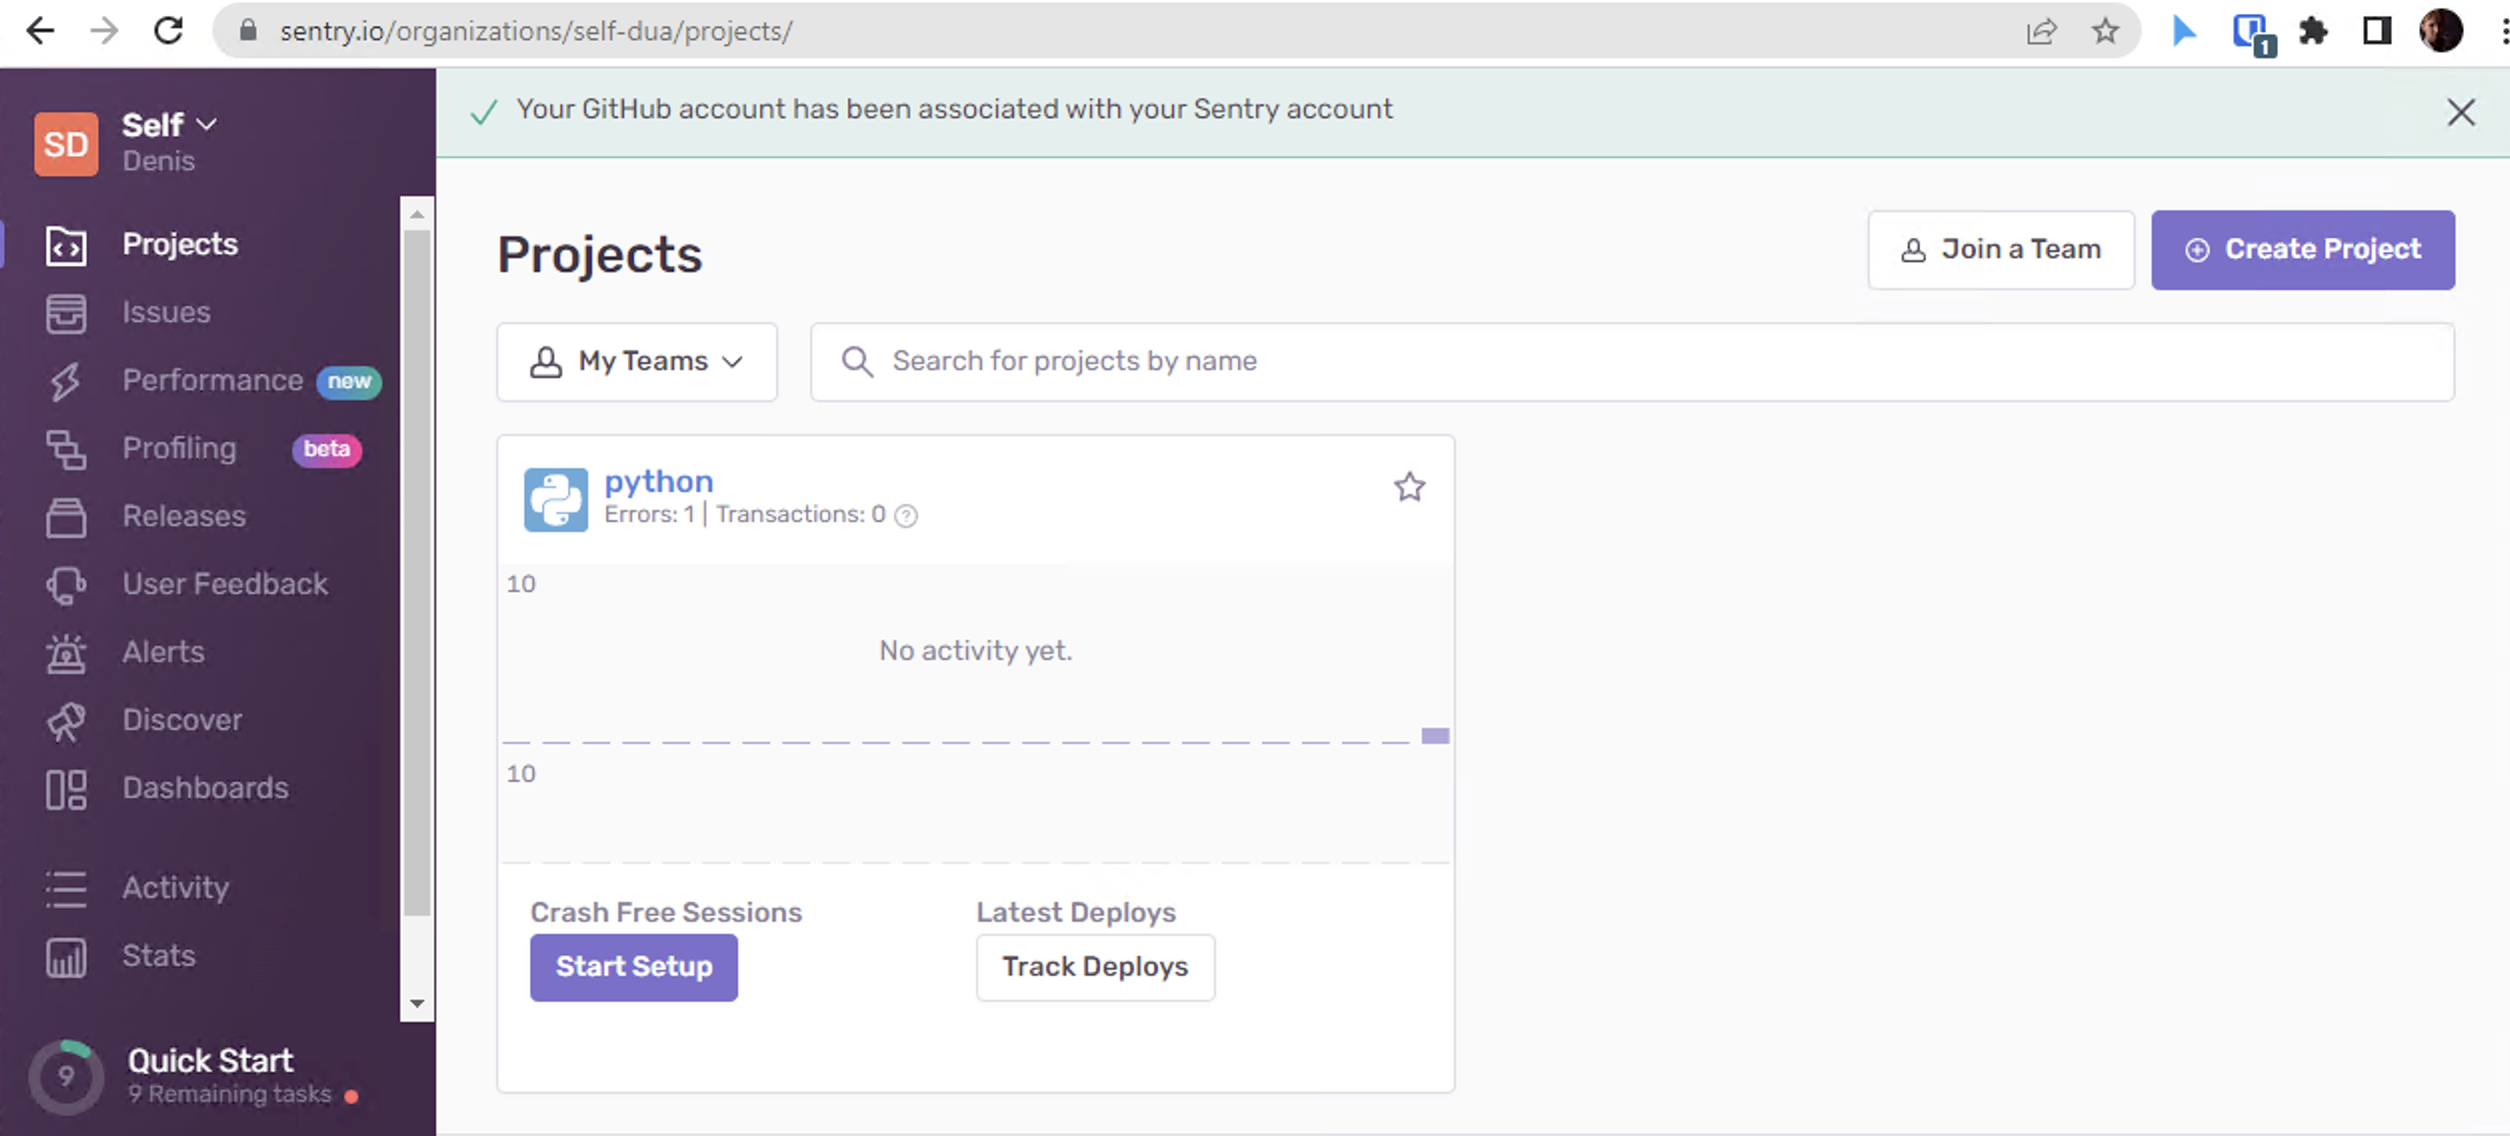 sentry.io/organizations/self-dua/projects/
1
SD
Self
Denis
Projects
Issues
Performance new
Profiling beta
Releases
User Feedback
Alerts
Discover
Dashboards
Activity
Stats
9
Quick Start
9 Remaining tasks
Your GitHub account has been associated with your Sentry account
Projects
Join a Team
Create Project
My Teams
Search for projects by name
python
Errors: 1 | Transactions: 0 ?
10
No activity yet.
10
Crash Free Sessions
Latest Deploys
Start Setup
Track Deploys